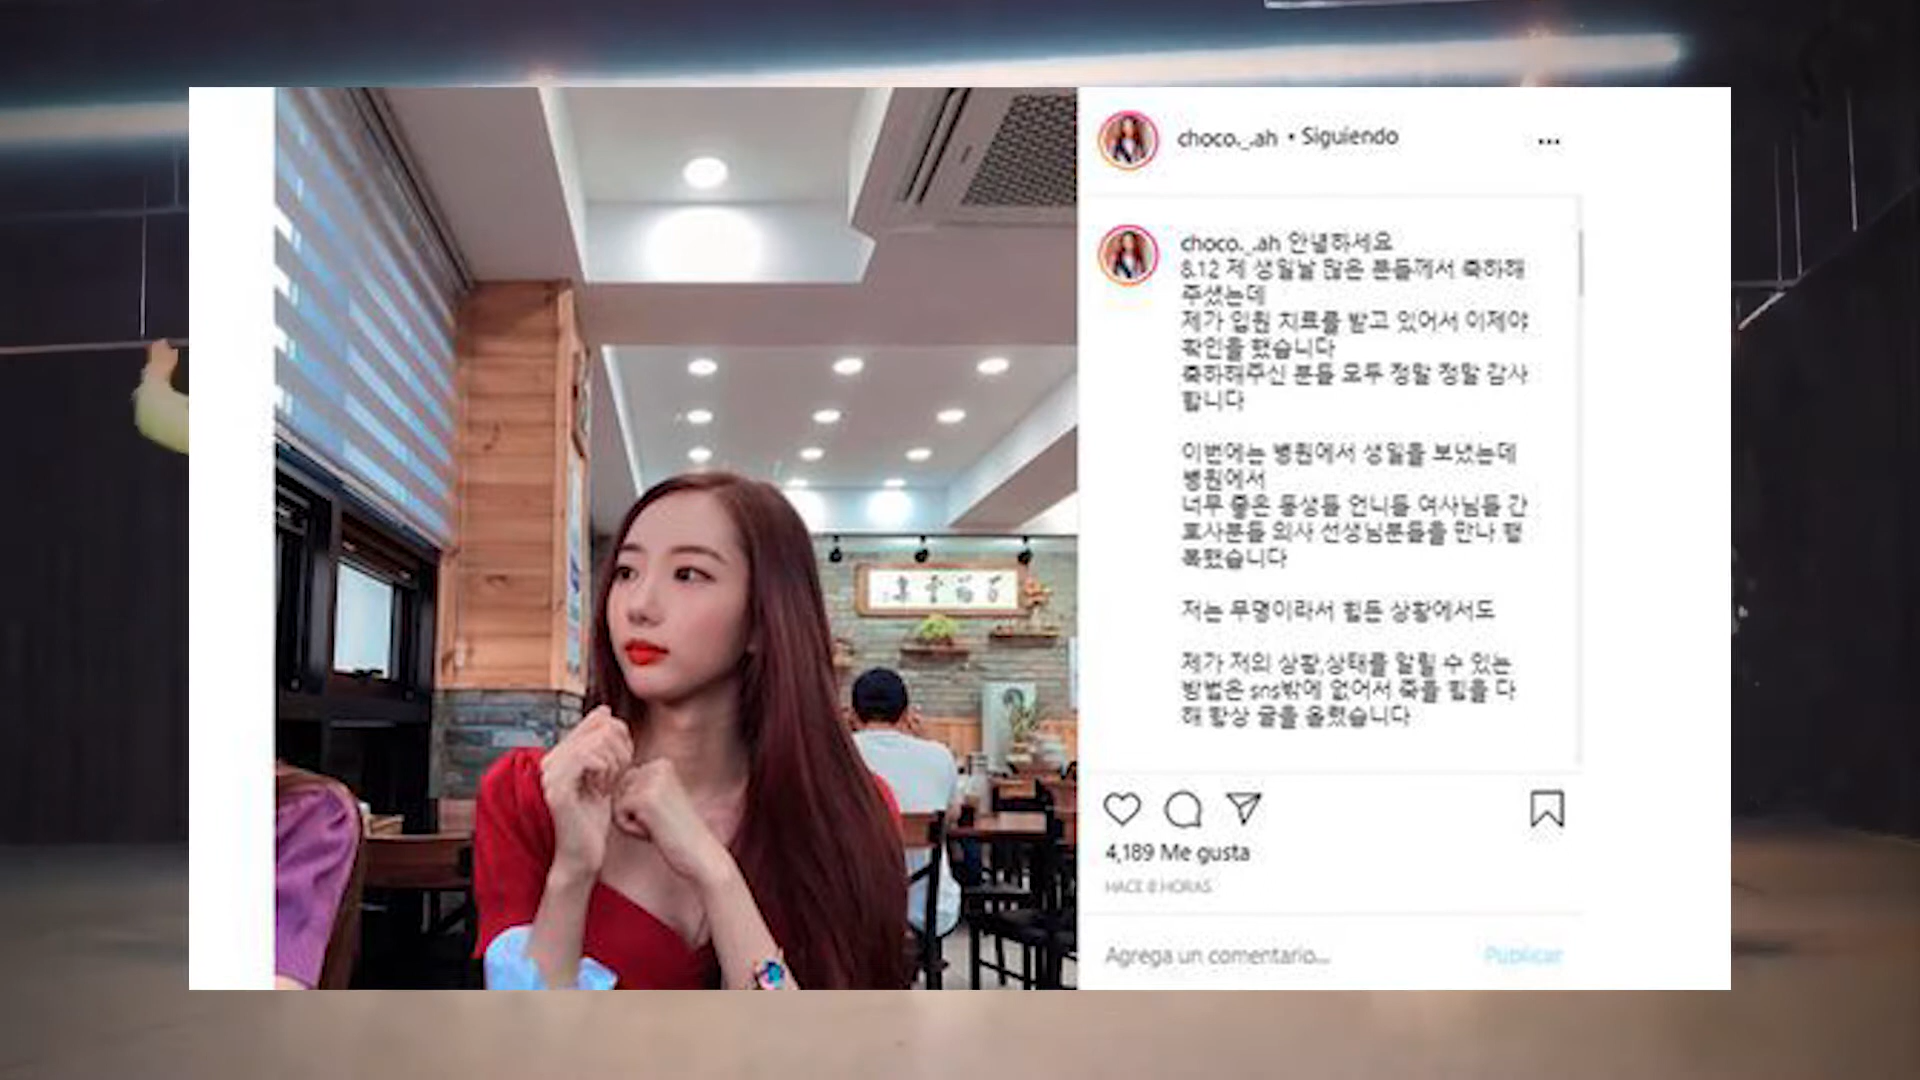 choco._.ah • Siguiendo
choco._.ah 안녕하세요
8.12 제 생일날 많은 분들께서 축하해
주셨는데
제가 입원 치료를 받고 있어서 이제야
확인을 했습니다
축하해주신 분들 모두 정말 정말 감사
합니다
이번에는 병원에서 생일을 보냈는데
병원에서
너무 좋은 동생들 언니들 여사님들 간
호사분들 의사 선생님분들을 만나 행
복했습니다
저는 무명이라서 힘든 상황에서도
제가 저의 상황,상태를 알릴 수 있는
방법은 sns밖에 없어서 죽을 힘을 다
해 항상 글을 올렸습니다
4,189 Me gusta
HACE 8 HORAS
Agrega un comentario...
Publicar